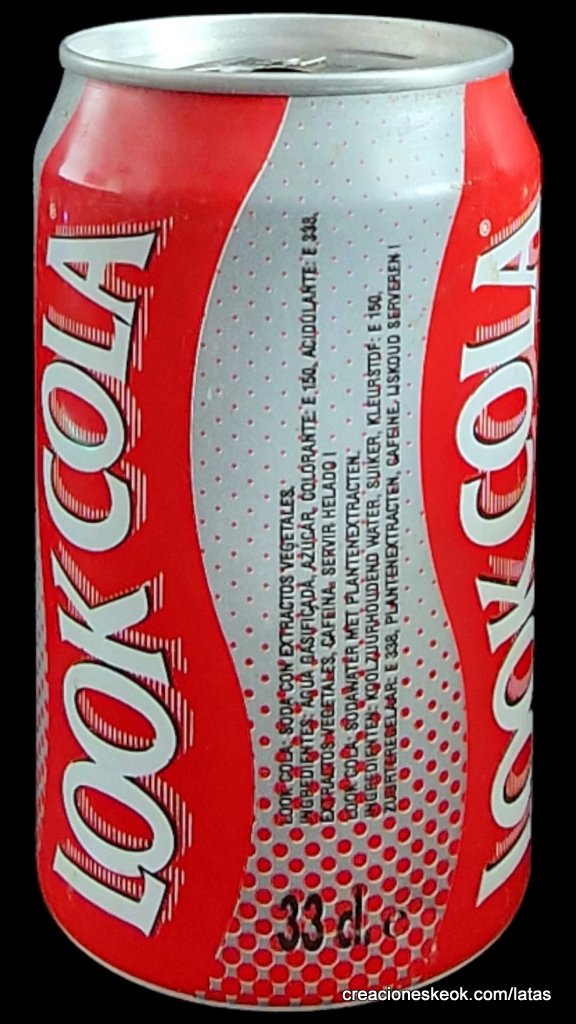 LOOK COLA
®
LOOK COLA: SODA CON EXTRACTOS VEGETALES.
INGREDIENTES: AGUA GASIFICADA, AZUCAR, COLORANTE: E 150, ACIDULANTE: E 338,
EXTRACTOS VEGETALES, CAFEINA. SERVIR HELADO !
LOOK COLA: SODAWATER MET PLANTENEXTRACTEN.
INGREDIENTEN: KOOLZUURHOUDEND WATER, SUIKER, KLEURSTOF: E 150,
ZUURTEREGELAAR: E 338, PLANTENEXTRACTEN, CAFEINE. IJSKOUD SERVEREN !
33 cl. e
LOOK COLA
®
creacioneskeok.com/latas